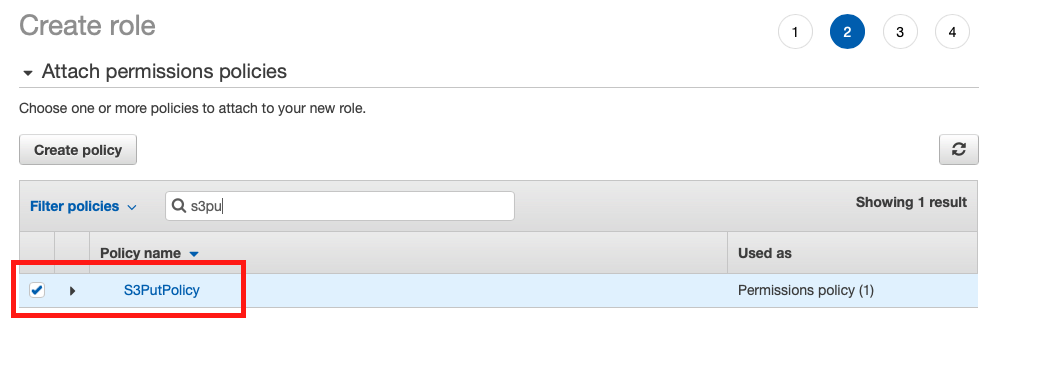 Create role
1 2 3 4
Attach permissions policies
Choose one or more policies to attach to your new role.
Create policy
Filter policies s3pu Showing 1 result
Policy name Used as
S3PutPolicy Permissions policy (1)